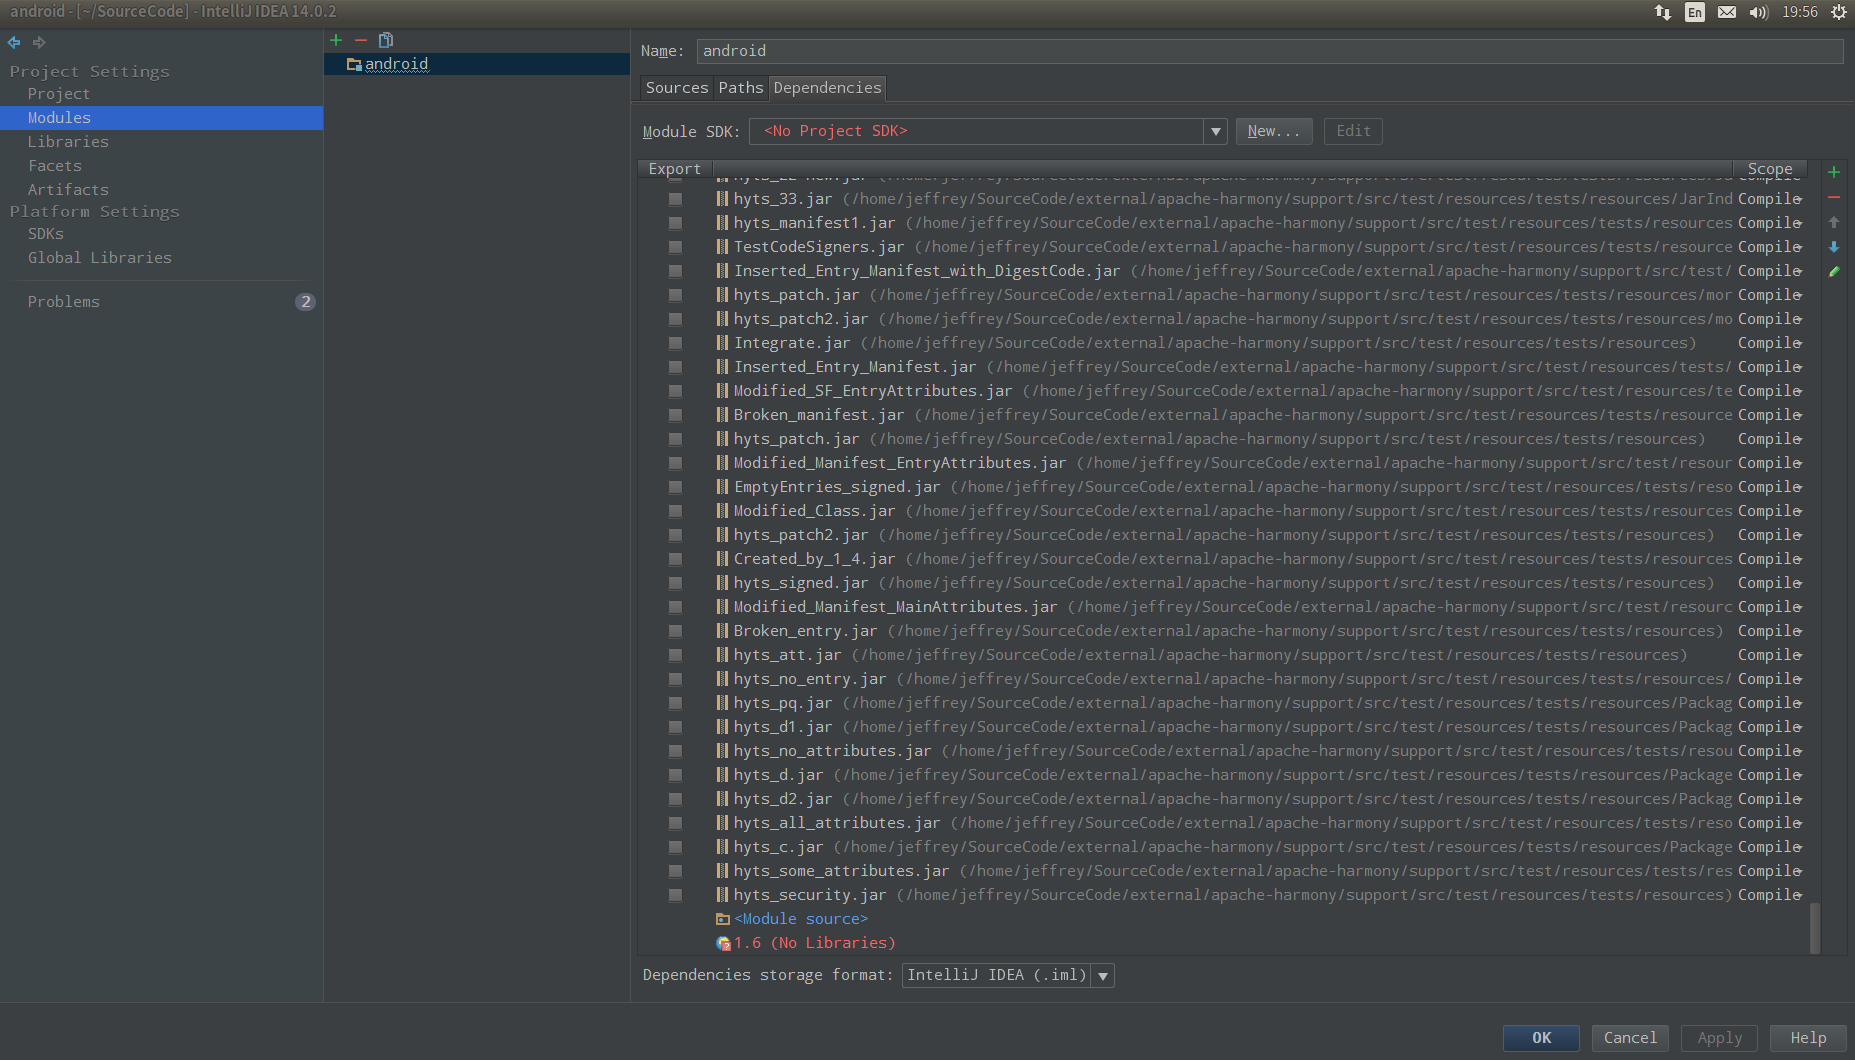 android - [~/SourceCode] - IntelliJ IDEA 14.0.2
En
19:56
Project Settings
Project
Modules
Libraries
Facets
Artifacts
Platform Settings
SDKs
Global Libraries
Problems
2
android
Name: android
Sources Paths Dependencies
Module SDK: <No Project SDK> New... Edit
Export Scope
hyts_33.jar (/home/jeffrey/SourceCode/external/apache-harmony/support/src/test/resources/tests/resources/JarInd Compile
hyts_manifest1.jar (/home/jeffrey/SourceCode/external/apache-harmony/support/src/test/resources/tests/resources Compile
TestCodeSigners.jar (/home/jeffrey/SourceCode/external/apache-harmony/support/src/test/resources/tests/resource Compile
Inserted_Entry_Manifest_with_DigestCode.jar (/home/jeffrey/SourceCode/external/apache-harmony/support/src/test/ Compile
hyts_patch.jar (/home/jeffrey/SourceCode/external/apache-harmony/support/src/test/resources/tests/resources/mor Compile
hyts_patch2.jar (/home/jeffrey/SourceCode/external/apache-harmony/support/src/test/resources/tests/resources/mo Compile
Integrate.jar (/home/jeffrey/SourceCode/external/apache-harmony/support/src/test/resources/tests/resources) Compile
Inserted_Entry_Manifest.jar (/home/jeffrey/SourceCode/external/apache-harmony/support/src/test/resources/tests/ Compile
Modified_SF_EntryAttributes.jar (/home/jeffrey/SourceCode/external/apache-harmony/support/src/test/resources/te Compile
Broken_manifest.jar (/home/jeffrey/SourceCode/external/apache-harmony/support/src/test/resources/tests/resource Compile
hyts_patch.jar (/home/jeffrey/SourceCode/external/apache-harmony/support/src/test/resources/tests/resources) Compile
Modified_Manifest_EntryAttributes.jar (/home/jeffrey/SourceCode/external/apache-harmony/support/src/test/resour Compile
EmptyEntries_signed.jar (/home/jeffrey/SourceCode/external/apache-harmony/support/src/test/resources/tests/reso Compile
Modified_Class.jar (/home/jeffrey/SourceCode/external/apache-harmony/support/src/test/resources/tests/resources Compile
hyts_patch2.jar (/home/jeffrey/SourceCode/external/apache-harmony/support/src/test/resources/tests/resources) Compile
Created_by_1_4.jar (/home/jeffrey/SourceCode/external/apache-harmony/support/src/test/resources/tests/resources Compile
hyts_signed.jar (/home/jeffrey/SourceCode/external/apache-harmony/support/src/test/resources/tests/resources) Compile
Modified_Manifest_MainAttributes.jar (/home/jeffrey/SourceCode/external/apache-harmony/support/src/test/resourc Compile
Broken_entry.jar (/home/jeffrey/SourceCode/external/apache-harmony/support/src/test/resources/tests/resources) Compile
hyts_att.jar (/home/jeffrey/SourceCode/external/apache-harmony/support/src/test/resources/tests/resources) Compile
hyts_no_entry.jar (/home/jeffrey/SourceCode/external/apache-harmony/support/src/test/resources/tests/resources/ Compile
hyts_pq.jar (/home/jeffrey/SourceCode/external/apache-harmony/support/src/test/resources/tests/resources/Packag Compile
hyts_d1.jar (/home/jeffrey/SourceCode/external/apache-harmony/support/src/test/resources/tests/resources/Packag Compile
hyts_no_attributes.jar (/home/jeffrey/SourceCode/external/apache-harmony/support/src/test/resources/tests/resou Compile
hyts_d.jar (/home/jeffrey/SourceCode/external/apache-harmony/support/src/test/resources/tests/resources/Package Compile
hyts_d2.jar (/home/jeffrey/SourceCode/external/apache-harmony/support/src/test/resources/tests/resources/Packag Compile
hyts_all_attributes.jar (/home/jeffrey/SourceCode/external/apache-harmony/support/src/test/resources/tests/reso Compile
hyts_c.jar (/home/jeffrey/SourceCode/external/apache-harmony/support/src/test/resources/tests/resources/Package Compile
hyts_some_attributes.jar (/home/jeffrey/SourceCode/external/apache-harmony/support/src/test/resources/tests/res Compile
hyts_security.jar (/home/jeffrey/SourceCode/external/apache-harmony/support/src/test/resources/tests/resources) Compile
<Module source>
1.6 (No Libraries)
Dependencies storage format: IntelliJ IDEA (.iml)
OK Cancel Apply Help